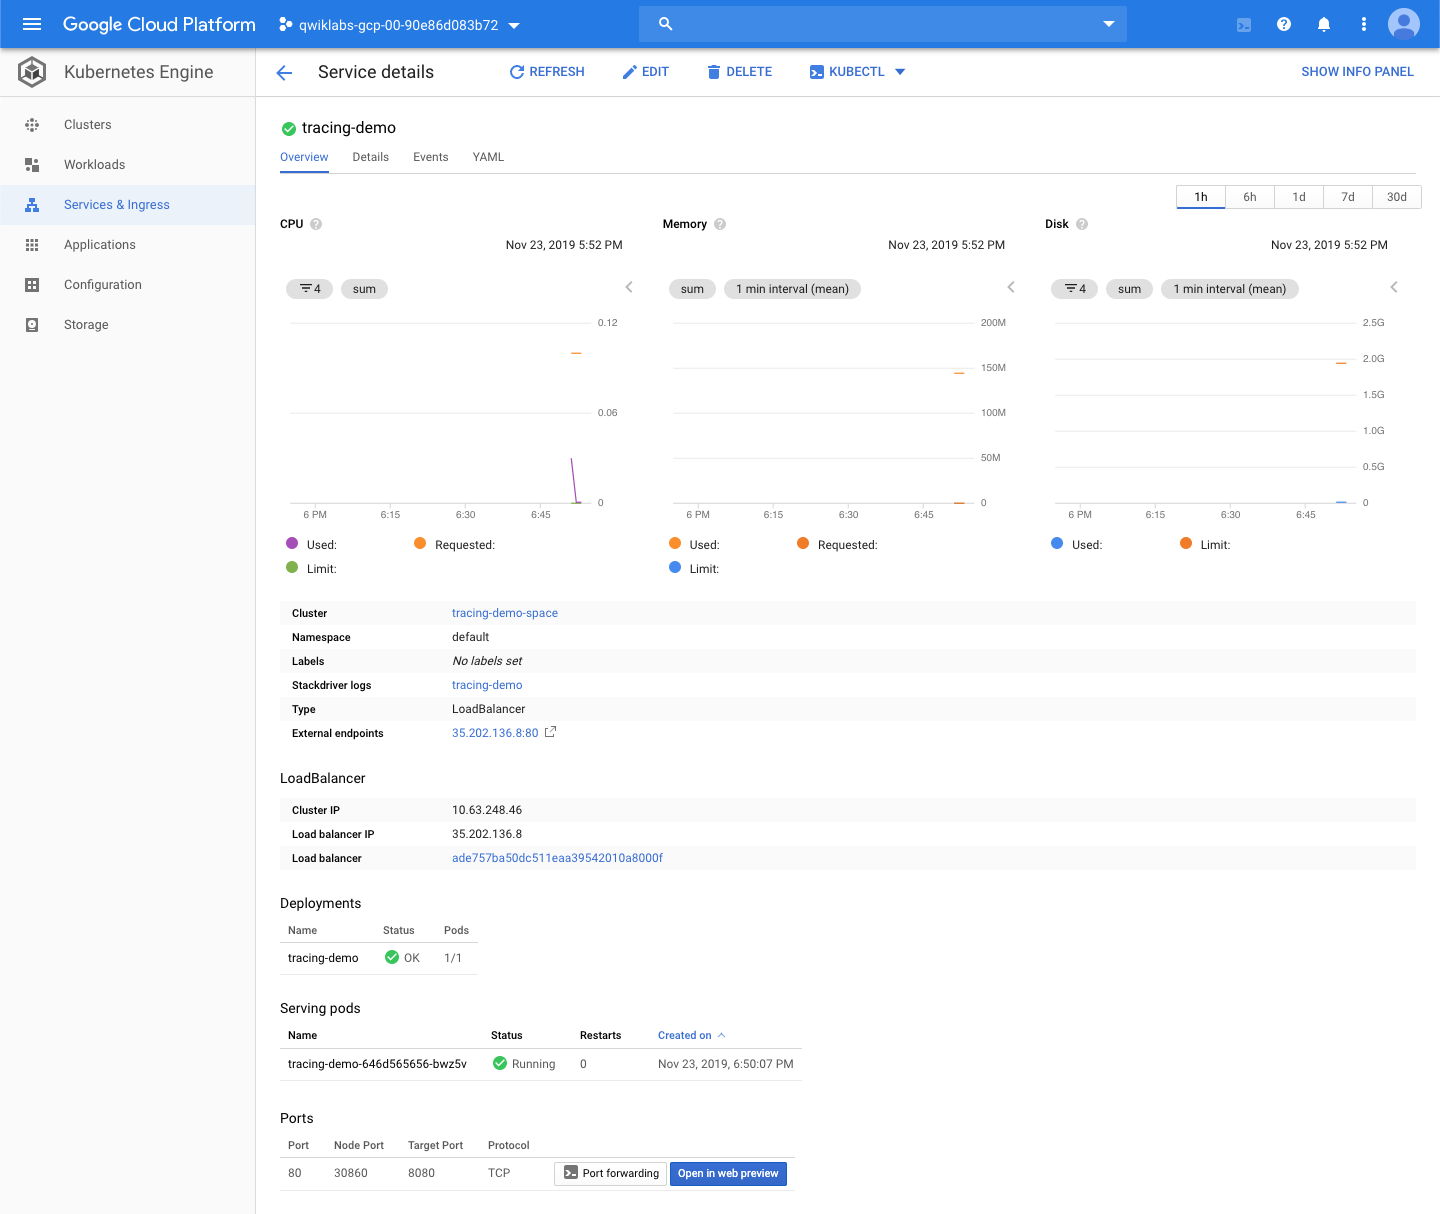 Google Cloud Platform qwiklabs-gcp-00-90e86d083b72
Kubernetes Engine
Service details REFRESH EDIT DELETE KUBECTL SHOW INFO PANEL
Clusters
Workloads
Services & Ingress
Applications
Configuration
Storage
tracing-demo
Overview Details Events YAML
1h 6h 1d 7d 30d
CPU
Nov 23, 2019 5:52 PM
4 sum
0.12
0.06
0
6 PM 6:15 6:30 6:45
Used: Requested:
Limit:
Memory
Nov 23, 2019 5:52 PM
sum 1 min interval (mean)
200M
150M
100M
50M
0
6 PM 6:15 6:30 6:45
Used: Requested:
Limit:
Disk
Nov 23, 2019 5:52 PM
4 sum 1 min interval (mean)
2.5G
2.0G
1.5G
1.0G
0.5G
0
6 PM 6:15 6:30 6:45
Used: Limit:
Cluster tracing-demo-space
Namespace default
Labels No labels set
Stackdriver logs tracing-demo
Type LoadBalancer
External endpoints 35.202.136.8:80
LoadBalancer
Cluster IP 10.63.248.46
Load balancer IP 35.202.136.8
Load balancer ade757ba50dc511eaa39542010a8000f
Deployments
Name Status Pods
tracing-demo OK 1/1
Serving pods
Name Status Restarts Created on
tracing-demo-646d565656-bwz5v Running 0 Nov 23, 2019, 6:50:07 PM
Ports
Port Node Port Target Port Protocol
80 30860 8080 TCP Port forwarding Open in web preview